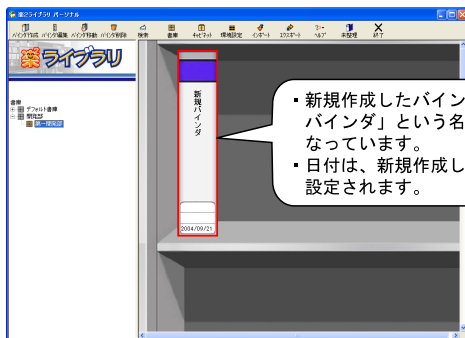 楽2ライブラリ パーソナル
バインダ作成 バインダ編集 バインダ移動 バインダ削除 検索 書庫 キャビネット 環境設定 インポート エクスポート ヘルプ 未整理 終了
楽ライブラリ
書庫
デフォルト書庫
開発部
第一開発部
新規バインダ
2004/09/21
▪ 新規作成したバイン
バインダ」という名
なっています。
▪ 日付は、新規作成し
設定されます。